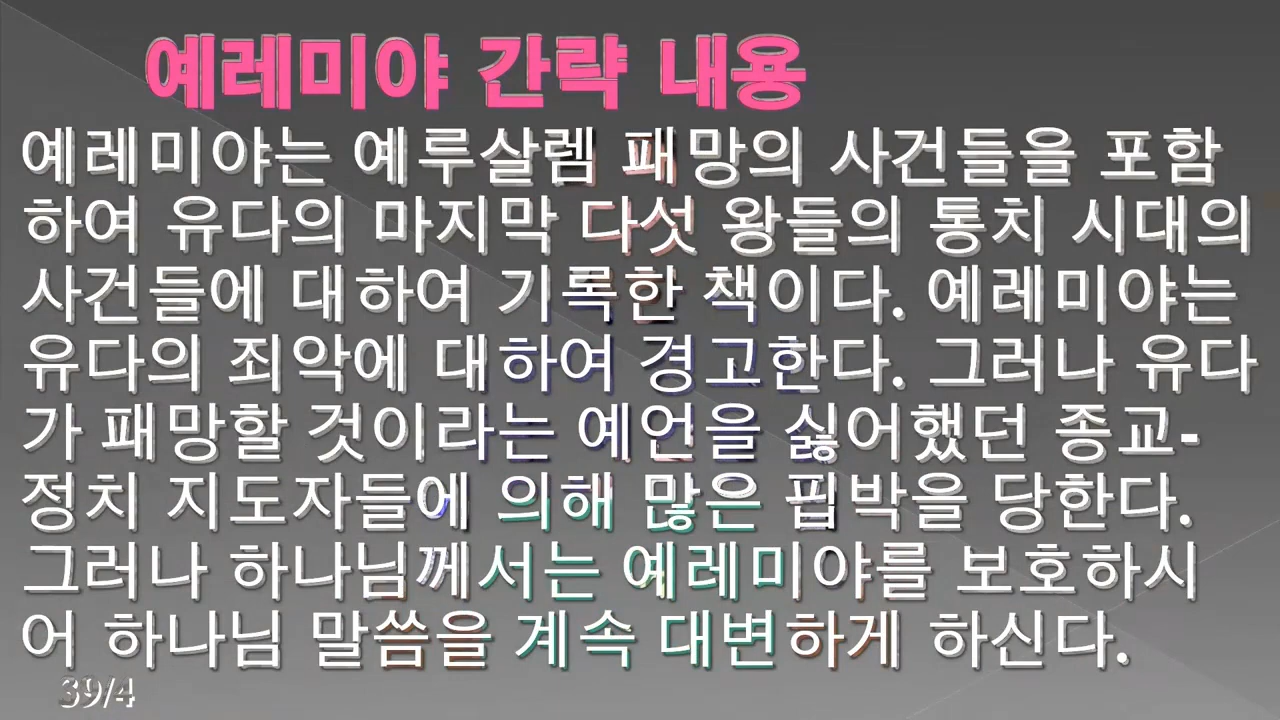 예레미야 간략 내용
예레미야는 예루살렘 패망의 사건들을 포함
하여 유다의 마지막 다섯 왕들의 통치 시대의
사건들에 대하여 기록한 책이다. 예레미야는
유다의 죄악에 대하여 경고한다. 그러나 유다
가 패망할 것이라는 예언을 싫어했던 종교-
정치 지도자들에 의해 많은 핍박을 당한다.
그러나 하나님께서는 예레미야를 보호하시
어 하나님 말씀을 계속 대변하게 하신다.
39/4